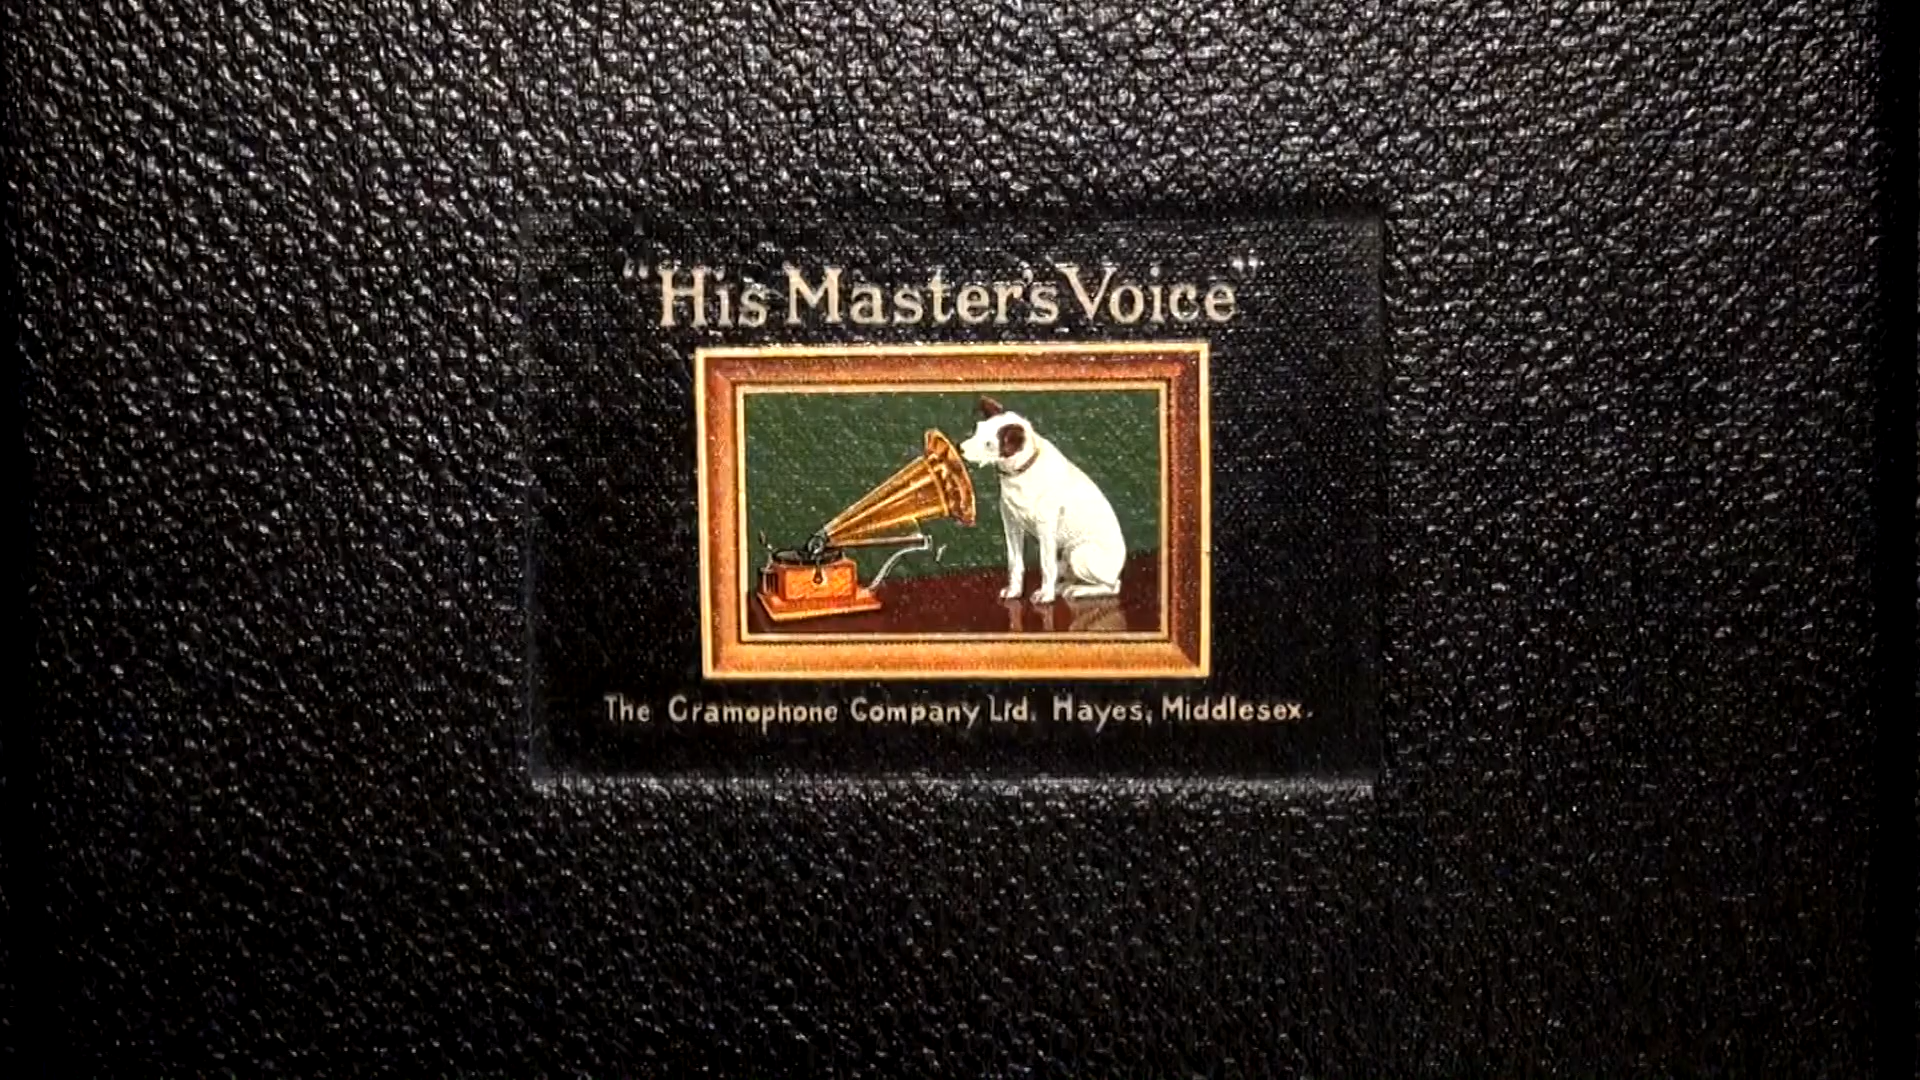 "His Master's Voice"
The Gramophone Company Ltd. Hayes, Middlesex.